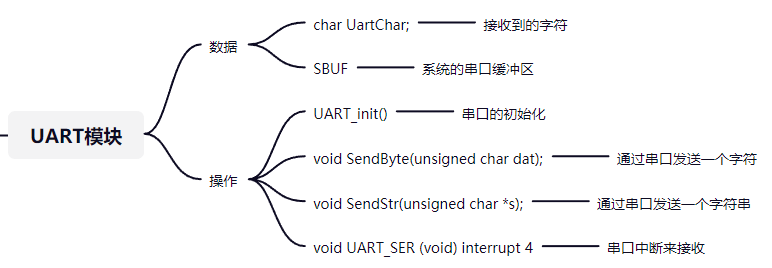 UART模块
数据
char UartChar; 接收到的字符
SBUF 系统的串口缓冲区
操作
UART_init() 串口的初始化
void SendByte(unsigned char dat); 通过串口发送一个字符
void SendStr(unsigned char *s); 通过串口发送一个字符串
void UART_SER (void) interrupt 4 串口中断来接收